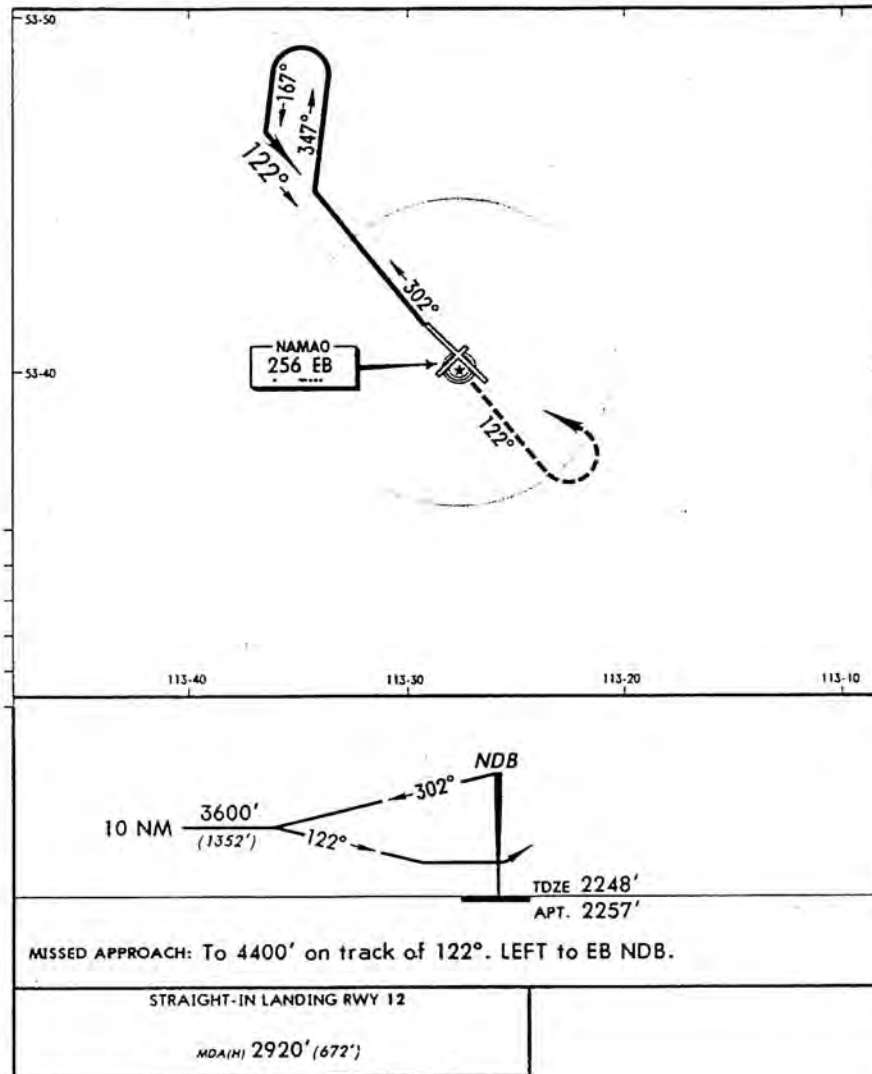 53-50
167°
347°
122°
302°
NAMAO
256 EB
53-40
122°
113-40 113-30 113-20 113-10
NDB
302°
10 NM 3600'
(1352')
122°
TDZE 2248'
APT. 2257'
MISSED APPROACH: To 4400' on track of 122°. LEFT to EB NDB.
STRAIGHT-IN LANDING RWY 12
MDA(H) 2920' (672')